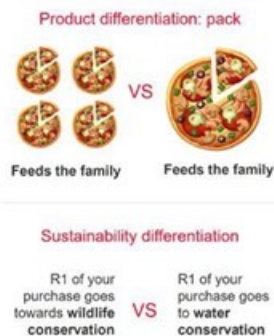 Product differentiation: pack
VS
Feeds the family
Feeds the family
Sustainability differentiation
R1 of your
purchase goes
towards wildlife
conservation
VS
R1 of your
purchase goes
to water
conservation